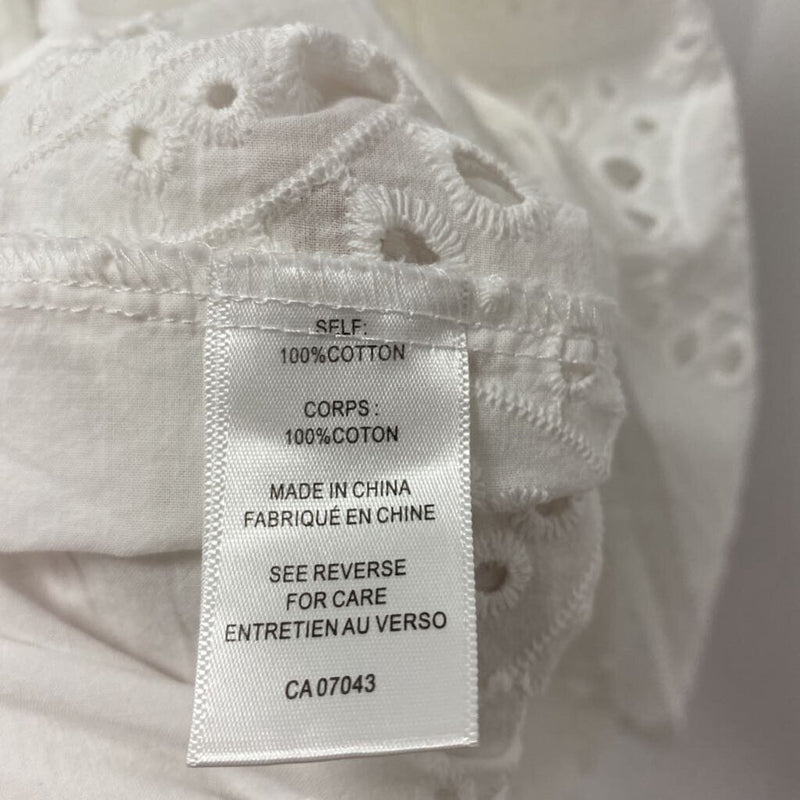 SELF:
100%COTTON
CORPS :
100%COTON
MADE IN CHINA
FABRIQUÉ EN CHINE
SEE REVERSE
FOR CARE
ENTRETIEN AU VERSO
CA 07043